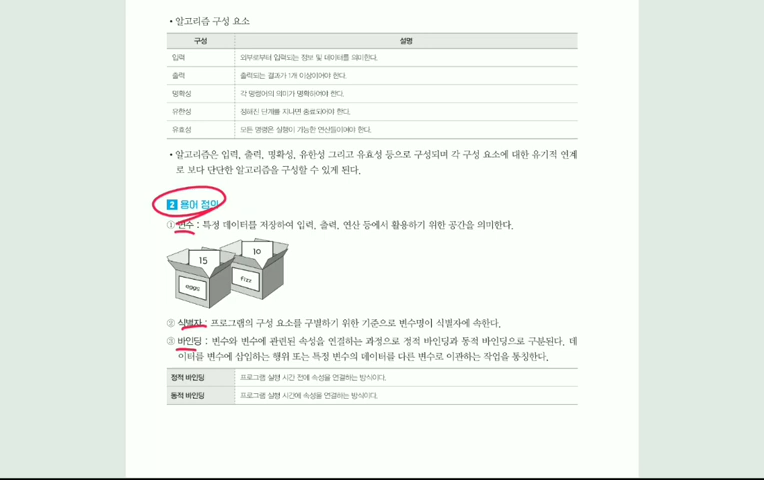 • 알고리즘 구성 요소
구성 설명
입력 외부로부터 입력되는 정보 및 데이터를 의미한다.
출력 출력되는 결과가 1개 이상이어야 한다.
명확성 각 명령어의 의미가 명확하여야 한다.
유한성 정해진 단계를 지나면 종료되어야 한다.
유효성 모든 명령은 실행이 가능한 연산들이어야 한다.
• 알고리즘은 입력, 출력, 명확성, 유한성 그리고 유효성 등으로 구성되며 각 구성 요소에 대한 유기적 연계
로 보다 단단한 알고리즘을 구성할 수 있게 된다.
2 용어 정의
① 변수 : 특정 데이터를 저장하여 입력, 출력, 연산 등에서 활용하기 위한 공간을 의미한다.
15 10
eggs fizz
② 식별자 : 프로그램의 구성 요소를 구별하기 위한 기준으로 변수명이 식별자에 속한다.
③ 바인딩 : 변수와 변수에 관련된 속성을 연결하는 과정으로 정적 바인딩과 동적 바인딩으로 구분된다. 데
이터를 변수에 삽입하는 행위 또는 특정 변수의 데이터를 다른 변수로 이관하는 작업을 통칭한다.
정적 바인딩 프로그램 실행 시간 전에 속성을 연결하는 방식이다.
동적 바인딩 프로그램 실행 시간에 속성을 연결하는 방식이다.